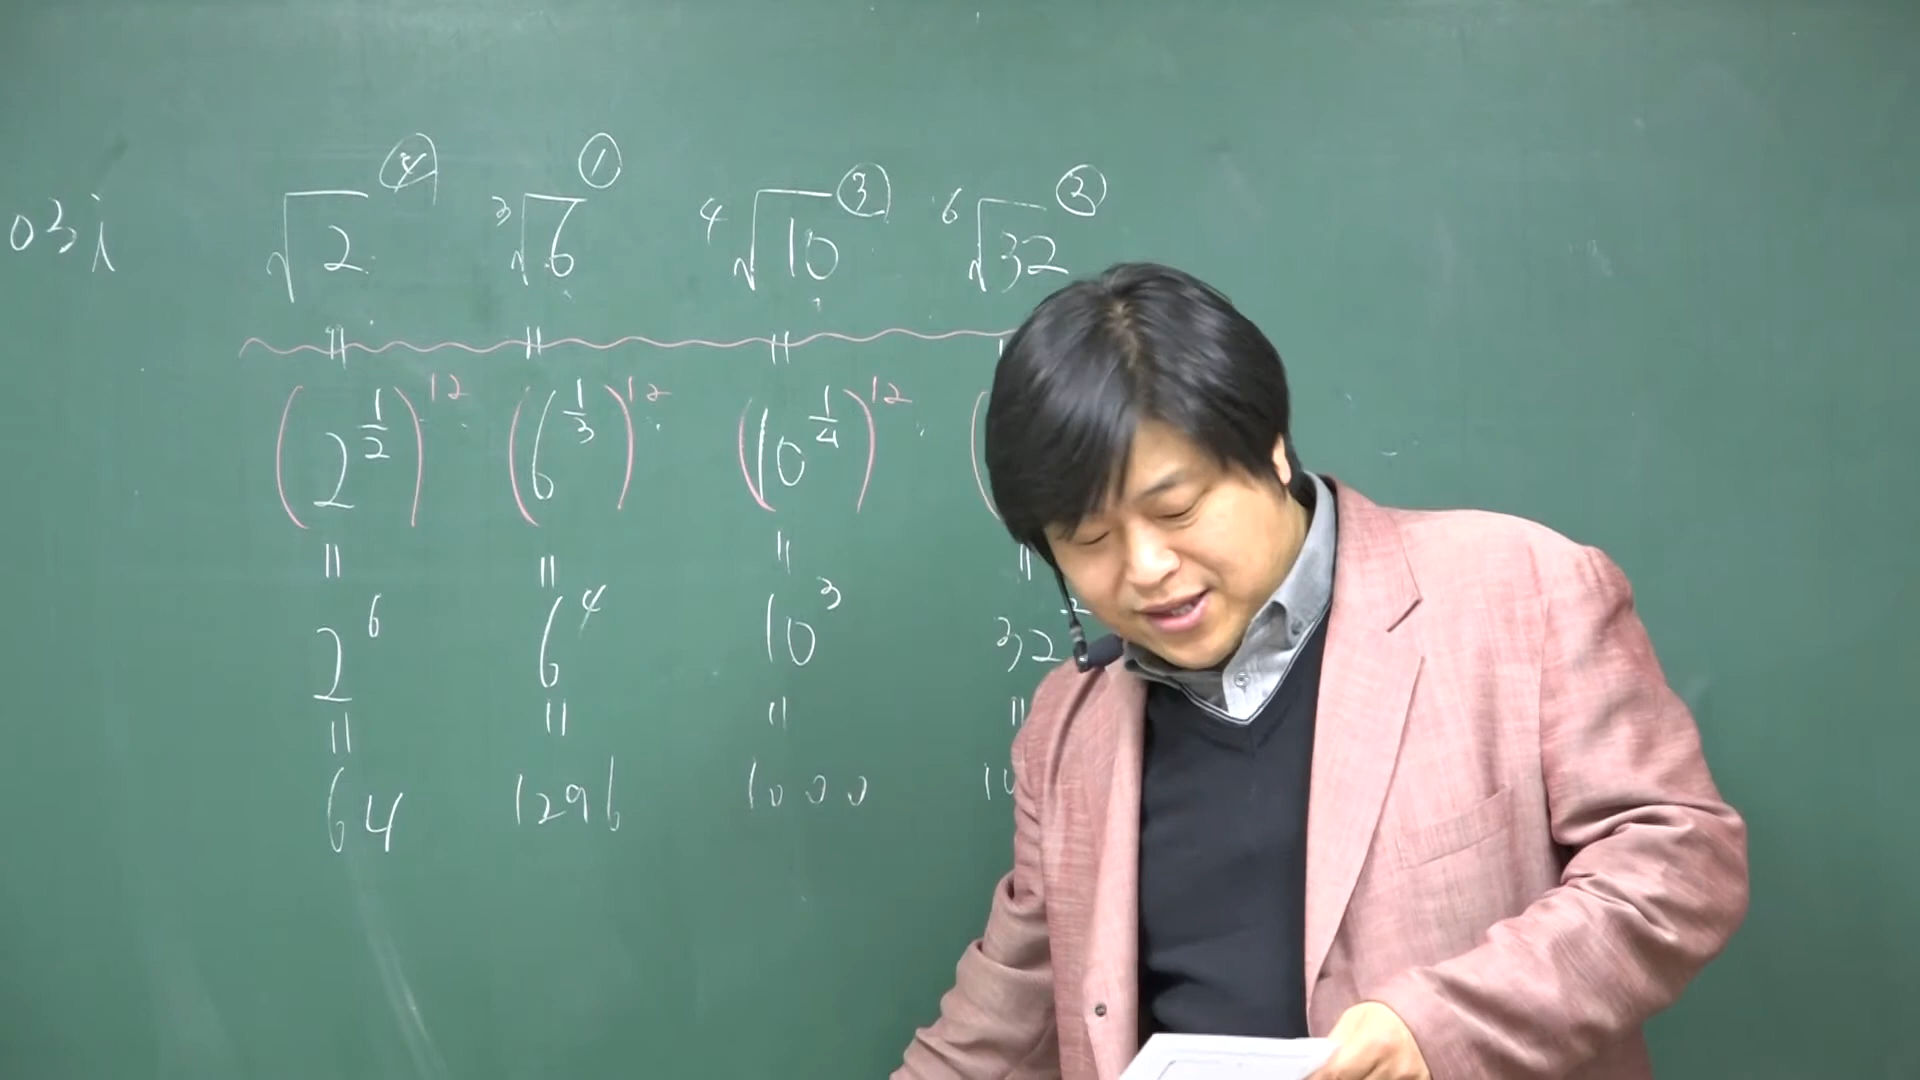 03i √2 ④ ³√6 ① ⁴√10 ③ ⁶√32 ②
|| || ||
(2^(1/2))^12 (6^(1/3))^12 (10^(1/4))^12 (
|| || || ||
2^6 6^4 10^3 32^2
|| || || ||
64 1296 1000 10